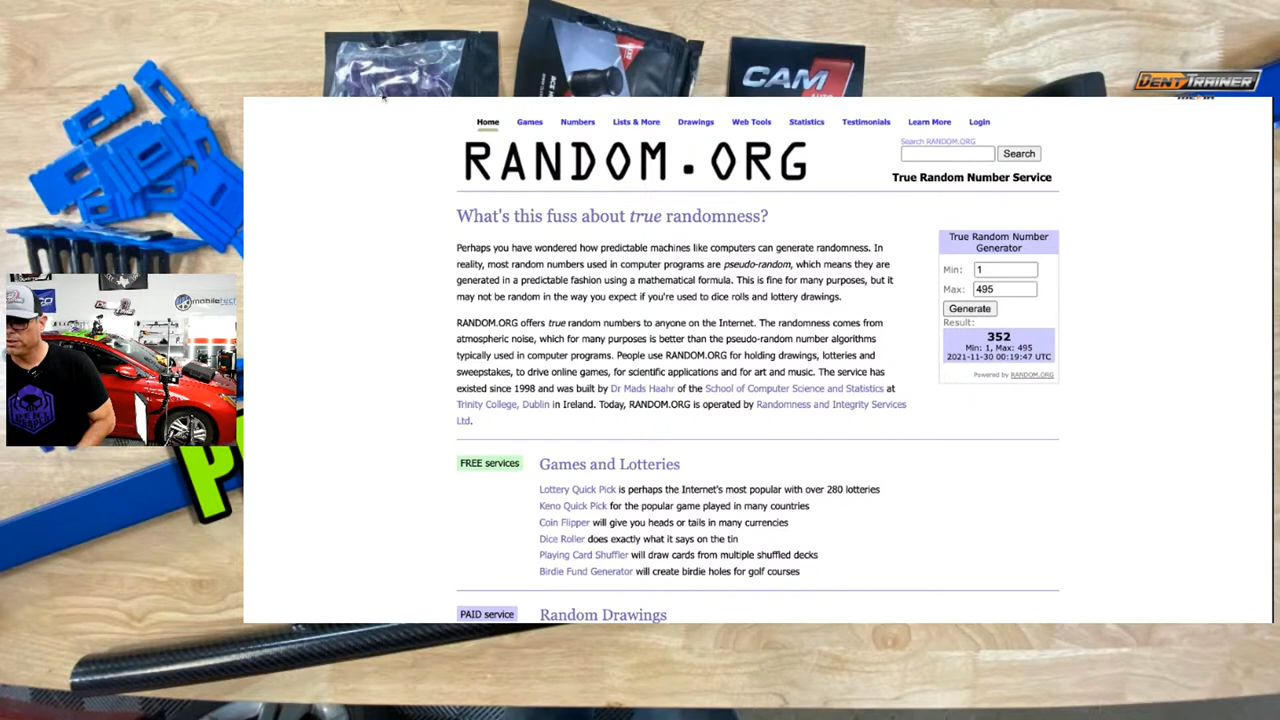 CAM
AUTO
DENT TRAINER
MEDIA
Home Games Numbers Lists & More Drawings Web Tools Statistics Testimonials Learn More Login
Search RANDOM.ORG
RANDOM.ORG
Search
True Random Number Service
What's this fuss about true randomness?
Perhaps you have wondered how predictable machines like computers can generate randomness. In
reality, most random numbers used in computer programs are pseudo-random, which means they are
generated in a predictable fashion using a mathematical formula. This is fine for many purposes, but it
may not be random in the way you expect if you're used to dice rolls and lottery drawings.
RANDOM.ORG offers true random numbers to anyone on the Internet. The randomness comes from
atmospheric noise, which for many purposes is better than the pseudo-random number algorithms
typically used in computer programs. People use RANDOM.ORG for holding drawings, lotteries and
sweepstakes, to drive online games, for scientific applications and for art and music. The service has
existed since 1998 and was built by Dr Mads Haahr of the School of Computer Science and Statistics at
Trinity College, Dublin in Ireland. Today, RANDOM.ORG is operated by Randomness and Integrity Services
Ltd.
True Random Number
Generator
Min: 1
Max: 495
Generate
Result:
352
Min: 1, Max: 495
2021-11-30 00:19:47 UTC
Powered by RANDOM.ORG
FREE services
Games and Lotteries
Lottery Quick Pick is perhaps the Internet's most popular with over 280 lotteries
Keno Quick Pick for the popular game played in many countries
Coin Flipper will give you heads or tails in many currencies
Dice Roller does exactly what it says on the tin
Playing Card Shuffler will draw cards from multiple shuffled decks
Birdie Fund Generator will create birdie holes for golf courses
PAID service
Random Drawings
mobiletech
P